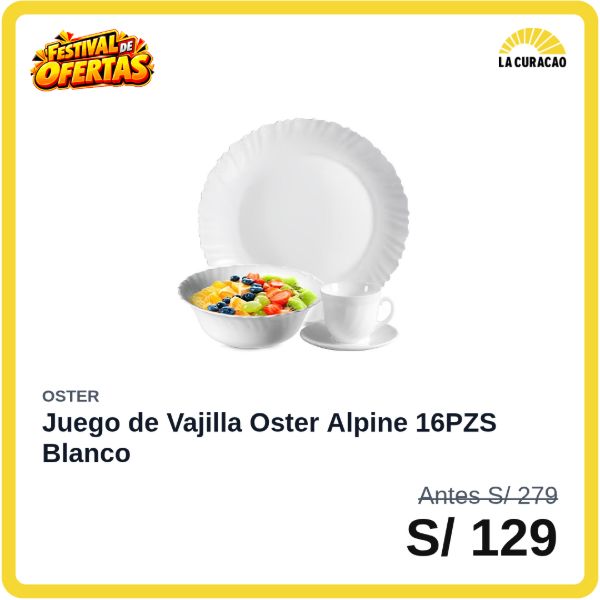 FESTIVAL DE
OFERTAS
LA CURACAO
OSTER
Juego de Vajilla Oster Alpine 16PZS
Blanco
Antes S/ 279
S/ 129